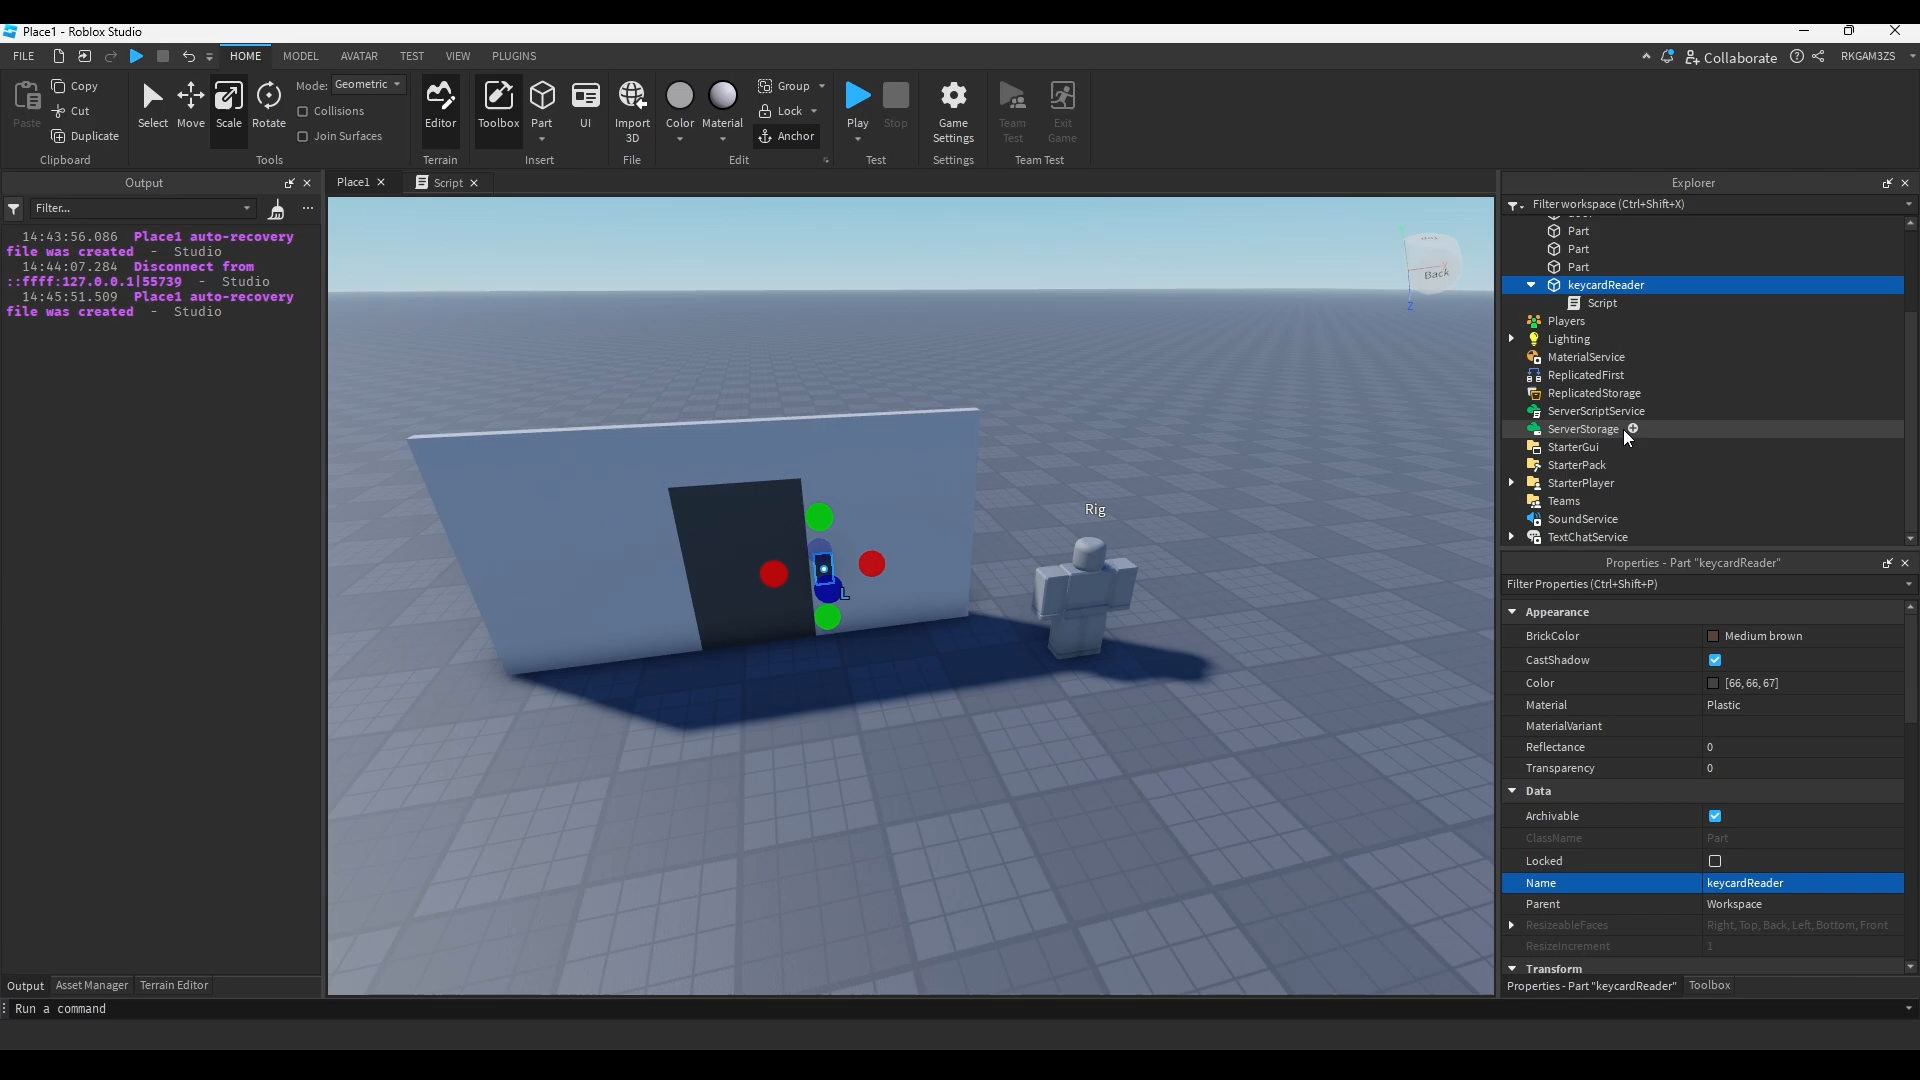 Place1 - Roblox Studio
FILE
HOME
MODEL
AVATAR
TEST
VIEW
PLUGINS
Collaborate
RKGAM3ZS
Paste
Copy
Cut
Duplicate
Clipboard
Select
Move
Scale
Rotate
Mode: Geometric
Collisions
Join Surfaces
Tools
Editor
Terrain
Toolbox
Part
UI
Insert
Import
3D
File
Color
Material
Group
Lock
Anchor
Edit
Play
Stop
Test
Game
Settings
Settings
Team
Test
Exit
Game
Team Test
Output
Filter...
14:43:56.086 Place1 auto-recovery
file was created - Studio
14:44:07.284 Disconnect from
::ffff:127.0.0.1|55739 - Studio
14:45:51.509 Place1 auto-recovery
file was created - Studio
Output
Asset Manager
Terrain Editor
Run a command
Place1
Script
Back
Z
L
Rig
Explorer
Filter workspace (Ctrl+Shift+X)
Part
Part
Part
keycardReader
Script
Players
Lighting
MaterialService
ReplicatedFirst
ReplicatedStorage
ServerScriptService
ServerStorage
StarterGui
StarterPack
StarterPlayer
Teams
SoundService
TextChatService
Properties - Part "keycardReader"
Filter Properties (Ctrl+Shift+P)
Appearance
BrickColor Medium brown
CastShadow
Color [66, 66, 67]
Material Plastic
MaterialVariant
Reflectance 0
Transparency 0
Data
Archivable
ClassName Part
Locked
Name keycardReader
Parent Workspace
ResizeableFaces Right, Top, Back, Left, Bottom, Front
ResizeIncrement 1
Transform
Properties - Part "keycardReader"
Toolbox